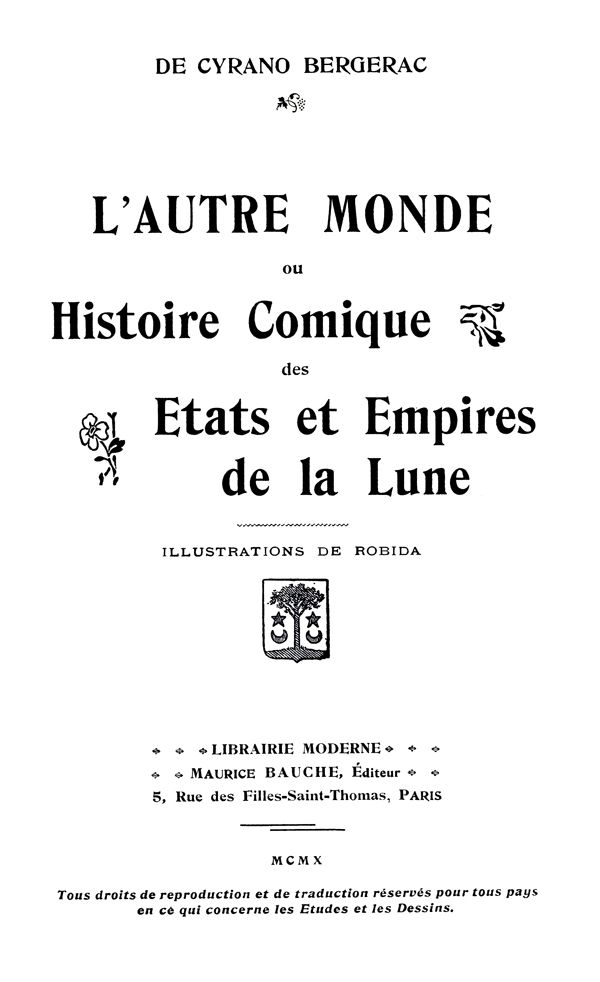 DE CYRANO BERGERAC
L'AUTRE MONDE
ou
Histoire Comique
des
Etats et Empires
de la Lune
ILLUSTRATIONS DE ROBIDA
LIBRAIRIE MODERNE
MAURICE BAUCHE, Éditeur
5, Rue des Filles-Saint-Thomas, PARIS
MCMX
Tous droits de reproduction et de traduction réservés pour tous pays
en ce qui concerne les Etudes et les Dessins.